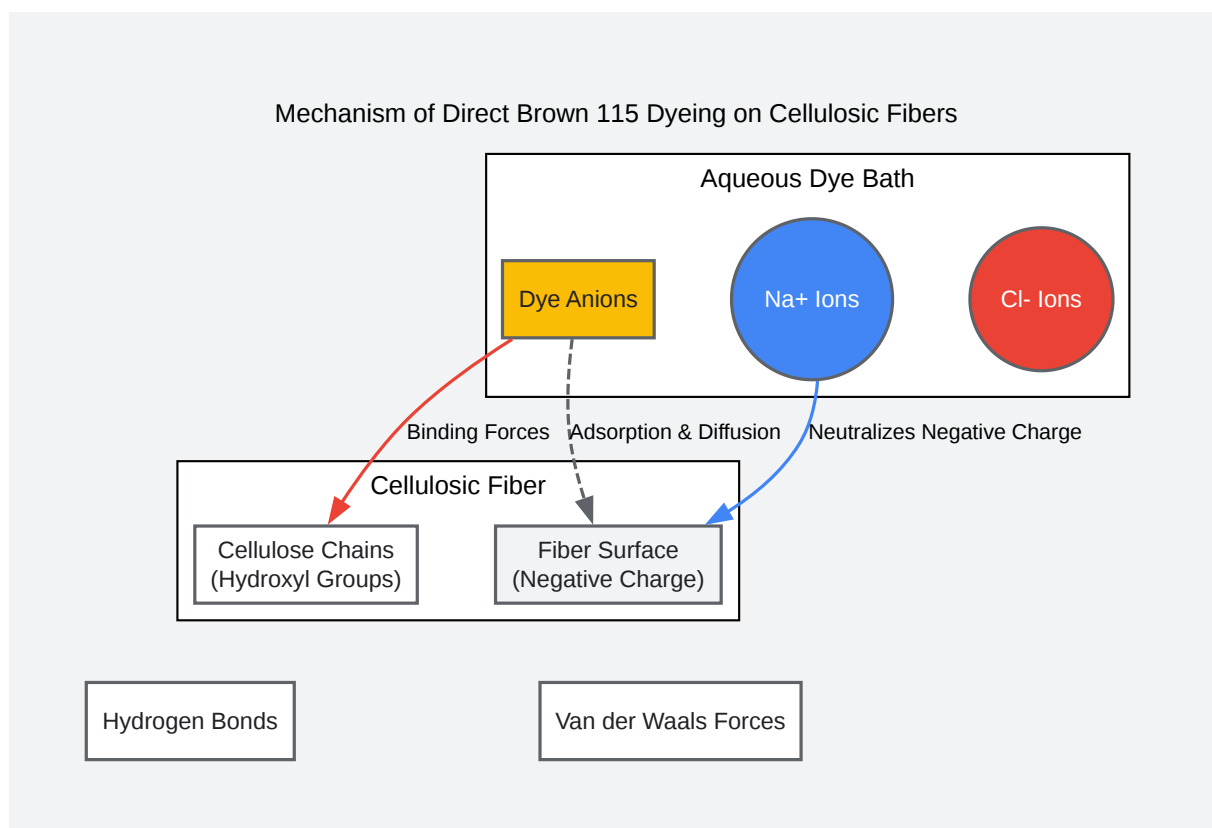 Mechanism of Direct Brown 115 Dyeing on Cellulosic Fibers
Aqueous Dye Bath
Dye Anions
Na+ Ions
Cl- Ions
Binding Forces
Adsorption & Diffusion
Neutralizes Negative Charge
Cellulosic Fiber
Cellulose Chains
(Hydroxyl Groups)
Fiber Surface
(Negative Charge)
Hydrogen Bonds
Van der Waals Forces